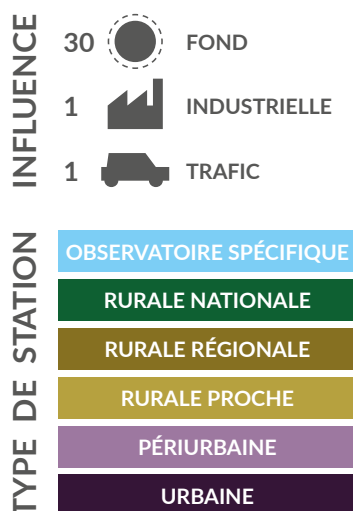 INFLUENCE
30 FOND
1 INDUSTRIELLE
1 TRAFIC
TYPE DE STATION
OBSERVATOIRE SPÉCIFIQUE
RURALE NATIONALE
RURALE RÉGIONALE
RURALE PROCHE
PÉRIURBAINE
URBAINE